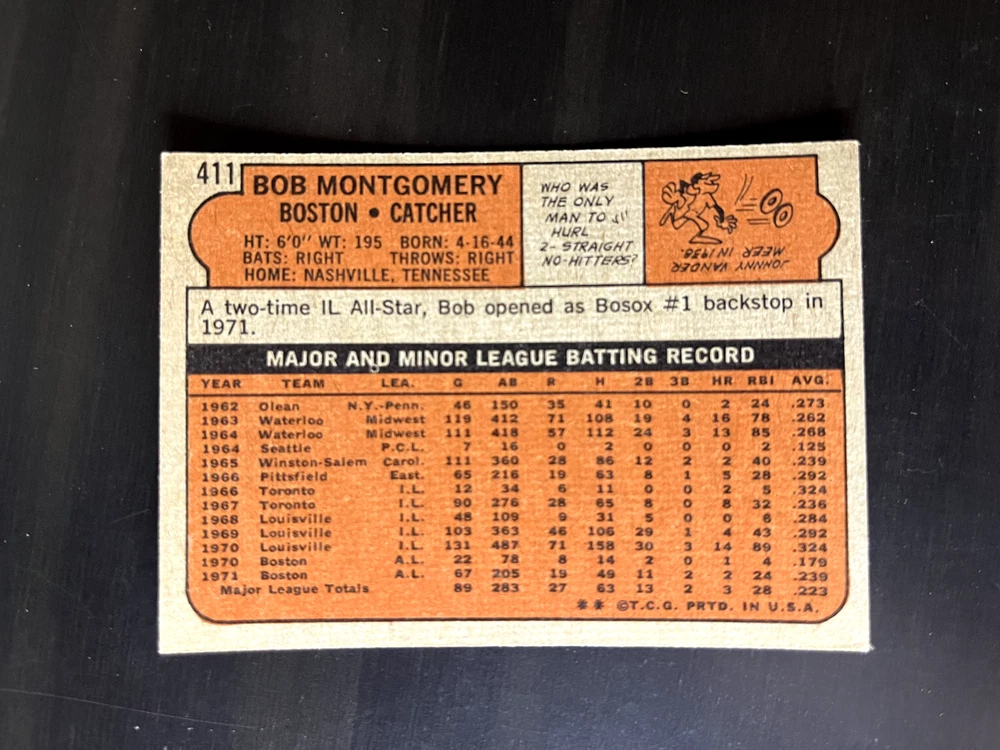 411
BOB MONTGOMERY
BOSTON • CATCHER
HT: 6'0" WT: 195 BORN: 4-16-44
BATS: RIGHT THROWS: RIGHT
HOME: NASHVILLE, TENNESSEE
WHO WAS
THE ONLY
MAN TO
HURL
2- STRAIGHT
NO-HITTERS?
JOHNNY VANDER
MEER IN 1938.
A two-time IL All-Star, Bob opened as Bosox #1 backstop in
1971.
MAJOR AND MINOR LEAGUE BATTING RECORD
YEAR TEAM LEA. G AB R H 2B 3B HR RBI AVG.
1962 Olean N.Y.-Penn. 46 150 35 41 10 0 2 24 .273
1963 Waterloo Midwest 119 412 71 108 19 4 16 78 .262
1964 Waterloo Midwest 111 418 57 112 24 3 13 85 .268
1964 Seattle P.C.L. 7 16 0 2 0 0 0 2 .125
1965 Winston-Salem Carol. 111 360 28 86 12 2 2 40 .239
1966 Pittsfield East. 65 216 19 63 8 1 5 28 .292
1966 Toronto I.L. 12 34 6 11 0 0 2 5 .324
1967 Toronto I.L. 90 276 28 65 8 0 8 32 .236
1968 Louisville I.L. 48 109 9 31 5 0 0 6 .284
1969 Louisville I.L. 103 363 46 106 29 1 4 43 .292
1970 Louisville I.L. 131 487 71 158 30 3 14 89 .324
1970 Boston A.L. 22 78 8 14 2 0 1 4 .179
1971 Boston A.L. 67 205 19 49 11 2 2 24 .239
Major League Totals 89 283 27 63 13 2 3 28 .223
** ©T.C.G. PRTD. IN U.S.A.